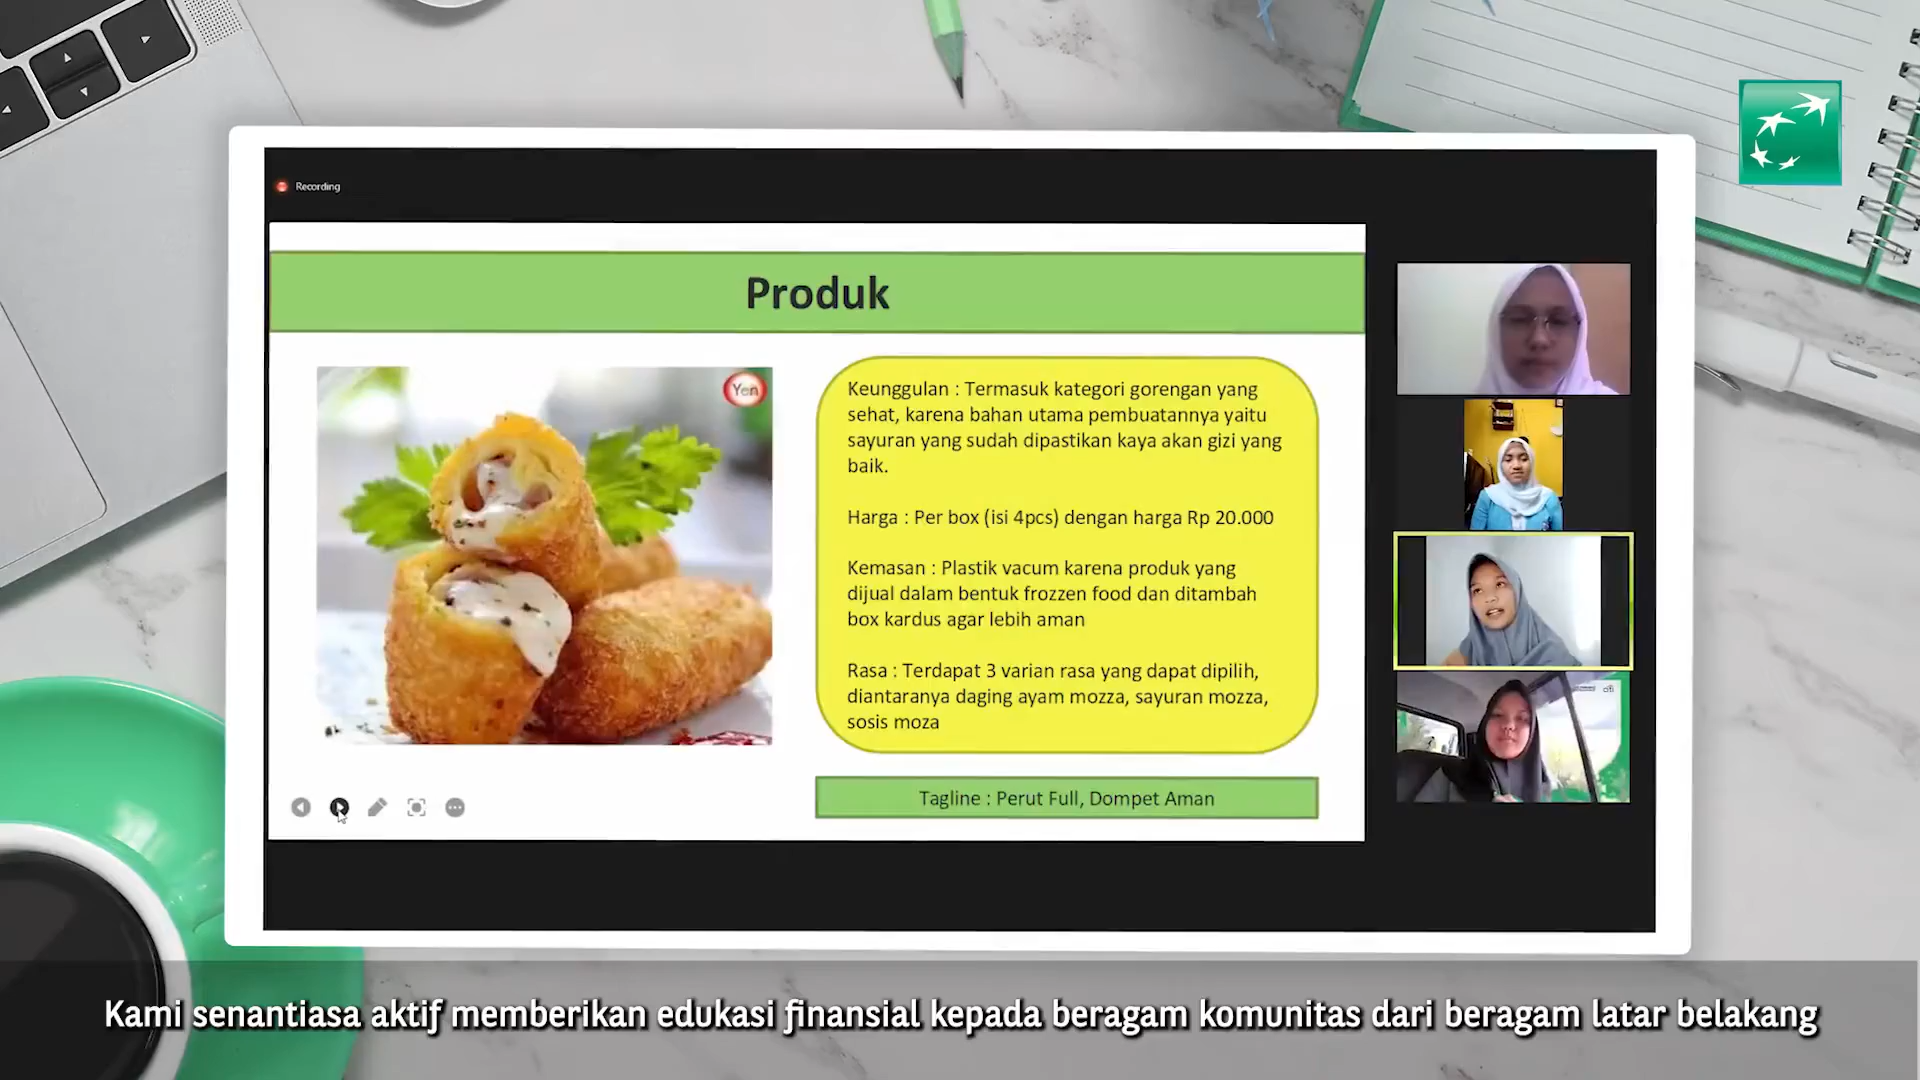 Recording
Produk
Yen
Keunggulan : Termasuk kategori gorengan yang
sehat, karena bahan utama pembuatannya yaitu
sayuran yang sudah dipastikan kaya akan gizi yang
baik.
Harga : Per box (isi 4pcs) dengan harga Rp 20.000
Kemasan : Plastik vacum karena produk yang
dijual dalam bentuk frozzen food dan ditambah
box kardus agar lebih aman
Rasa : Terdapat 3 varian rasa yang dapat dipilih,
diantaranya daging ayam mozza, sayuran mozza,
sosis moza
Tagline : Perut Full, Dompet Aman
Kami senantiasa aktif memberikan edukasi finansial kepada beragam komunitas dari beragam latar belakang